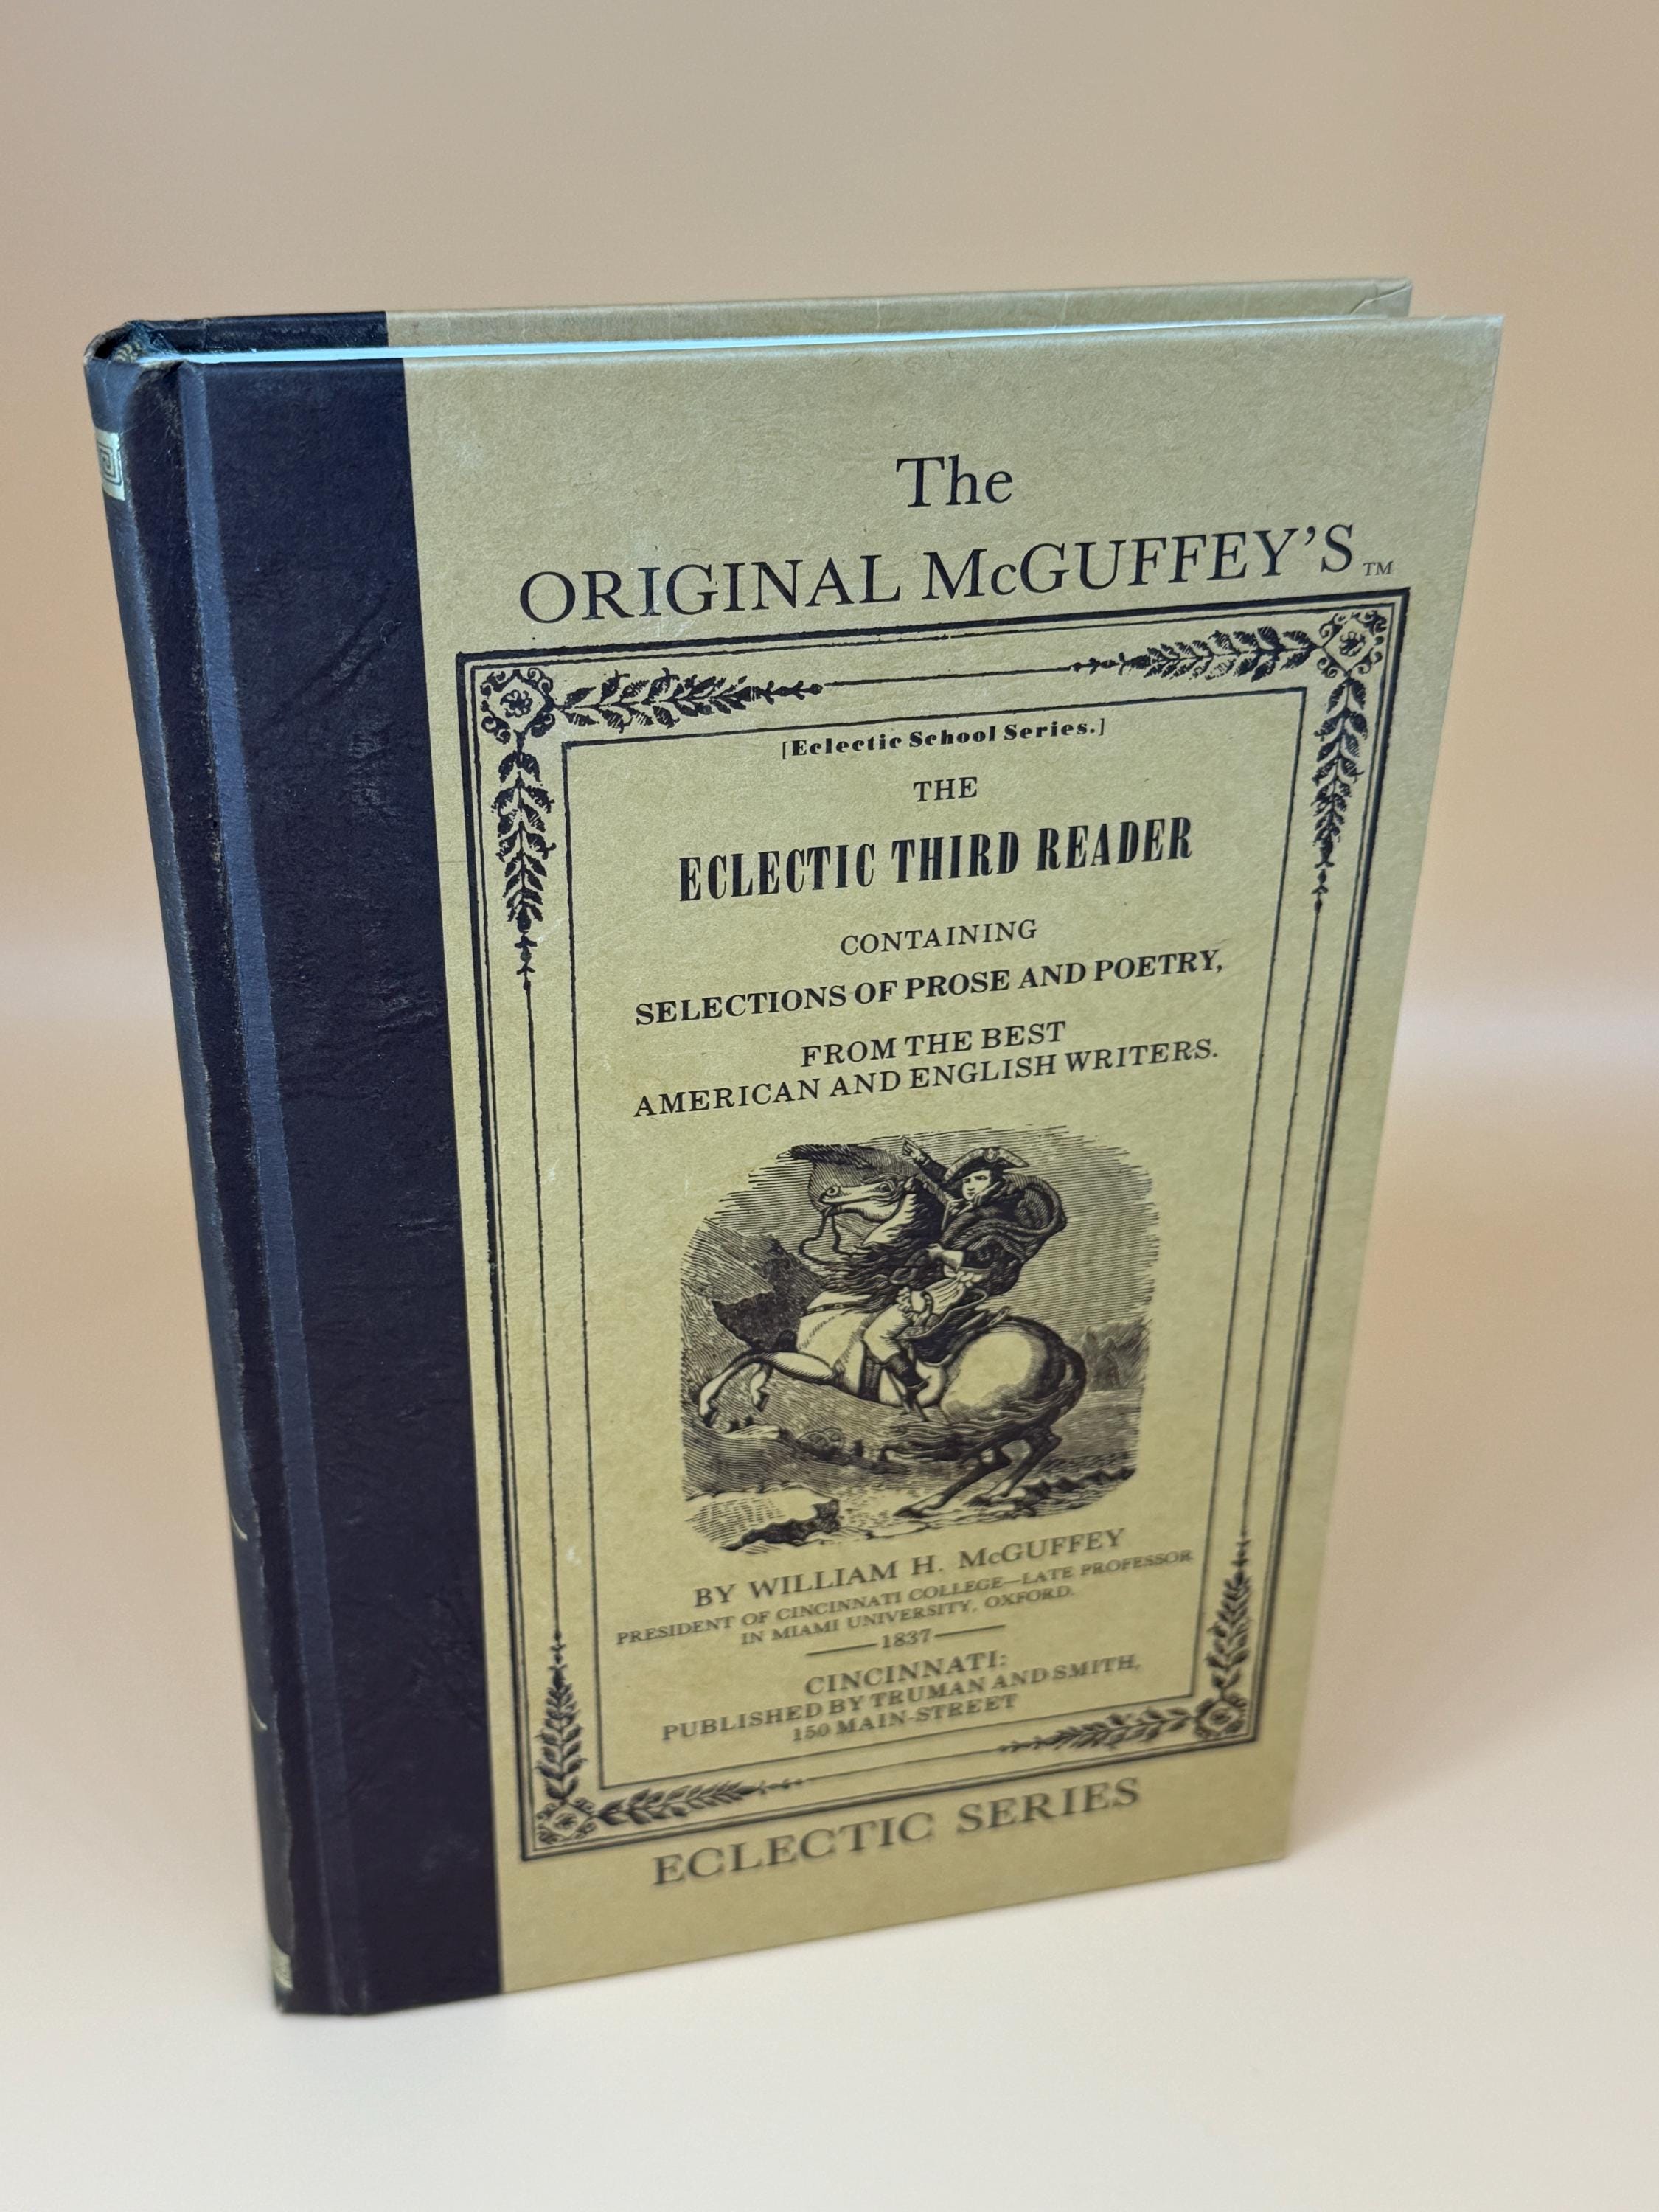 The
ORIGINAL McGUFFEY'S™
[Eclectic School Series.]
THE
ECLECTIC THIRD READER
CONTAINING
SELECTIONS OF PROSE AND POETRY,
FROM THE BEST
AMERICAN AND ENGLISH WRITERS.
BY WILLIAM H. McGUFFEY
PRESIDENT OF CINCINNATI COLLEGE—LATE PROFESSOR
IN MIAMI UNIVERSITY, OXFORD.
1837
CINCINNATI:
PUBLISHED BY TRUMAN AND SMITH,
150 MAIN-STREET
ECLECTIC SERIES